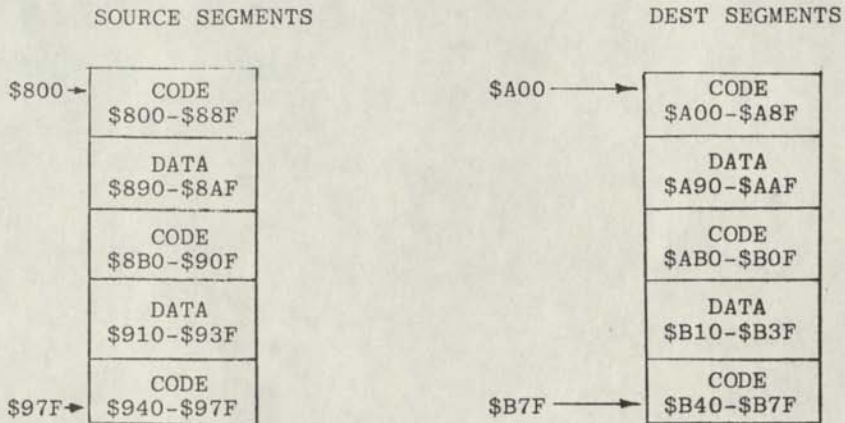 SOURCE SEGMENTS
$800
CODE
$800-$88F
DATA
$890-$8AF
CODE
$8B0-$90F
DATA
$910-$93F
$97F
CODE
$940-$97F
DEST SEGMENTS
$A00
CODE
$A00-$A8F
DATA
$A90-$AAF
CODE
$AB0-$B0F
DATA
$B10-$B3F
$B7F
CODE
$B40-$B7F